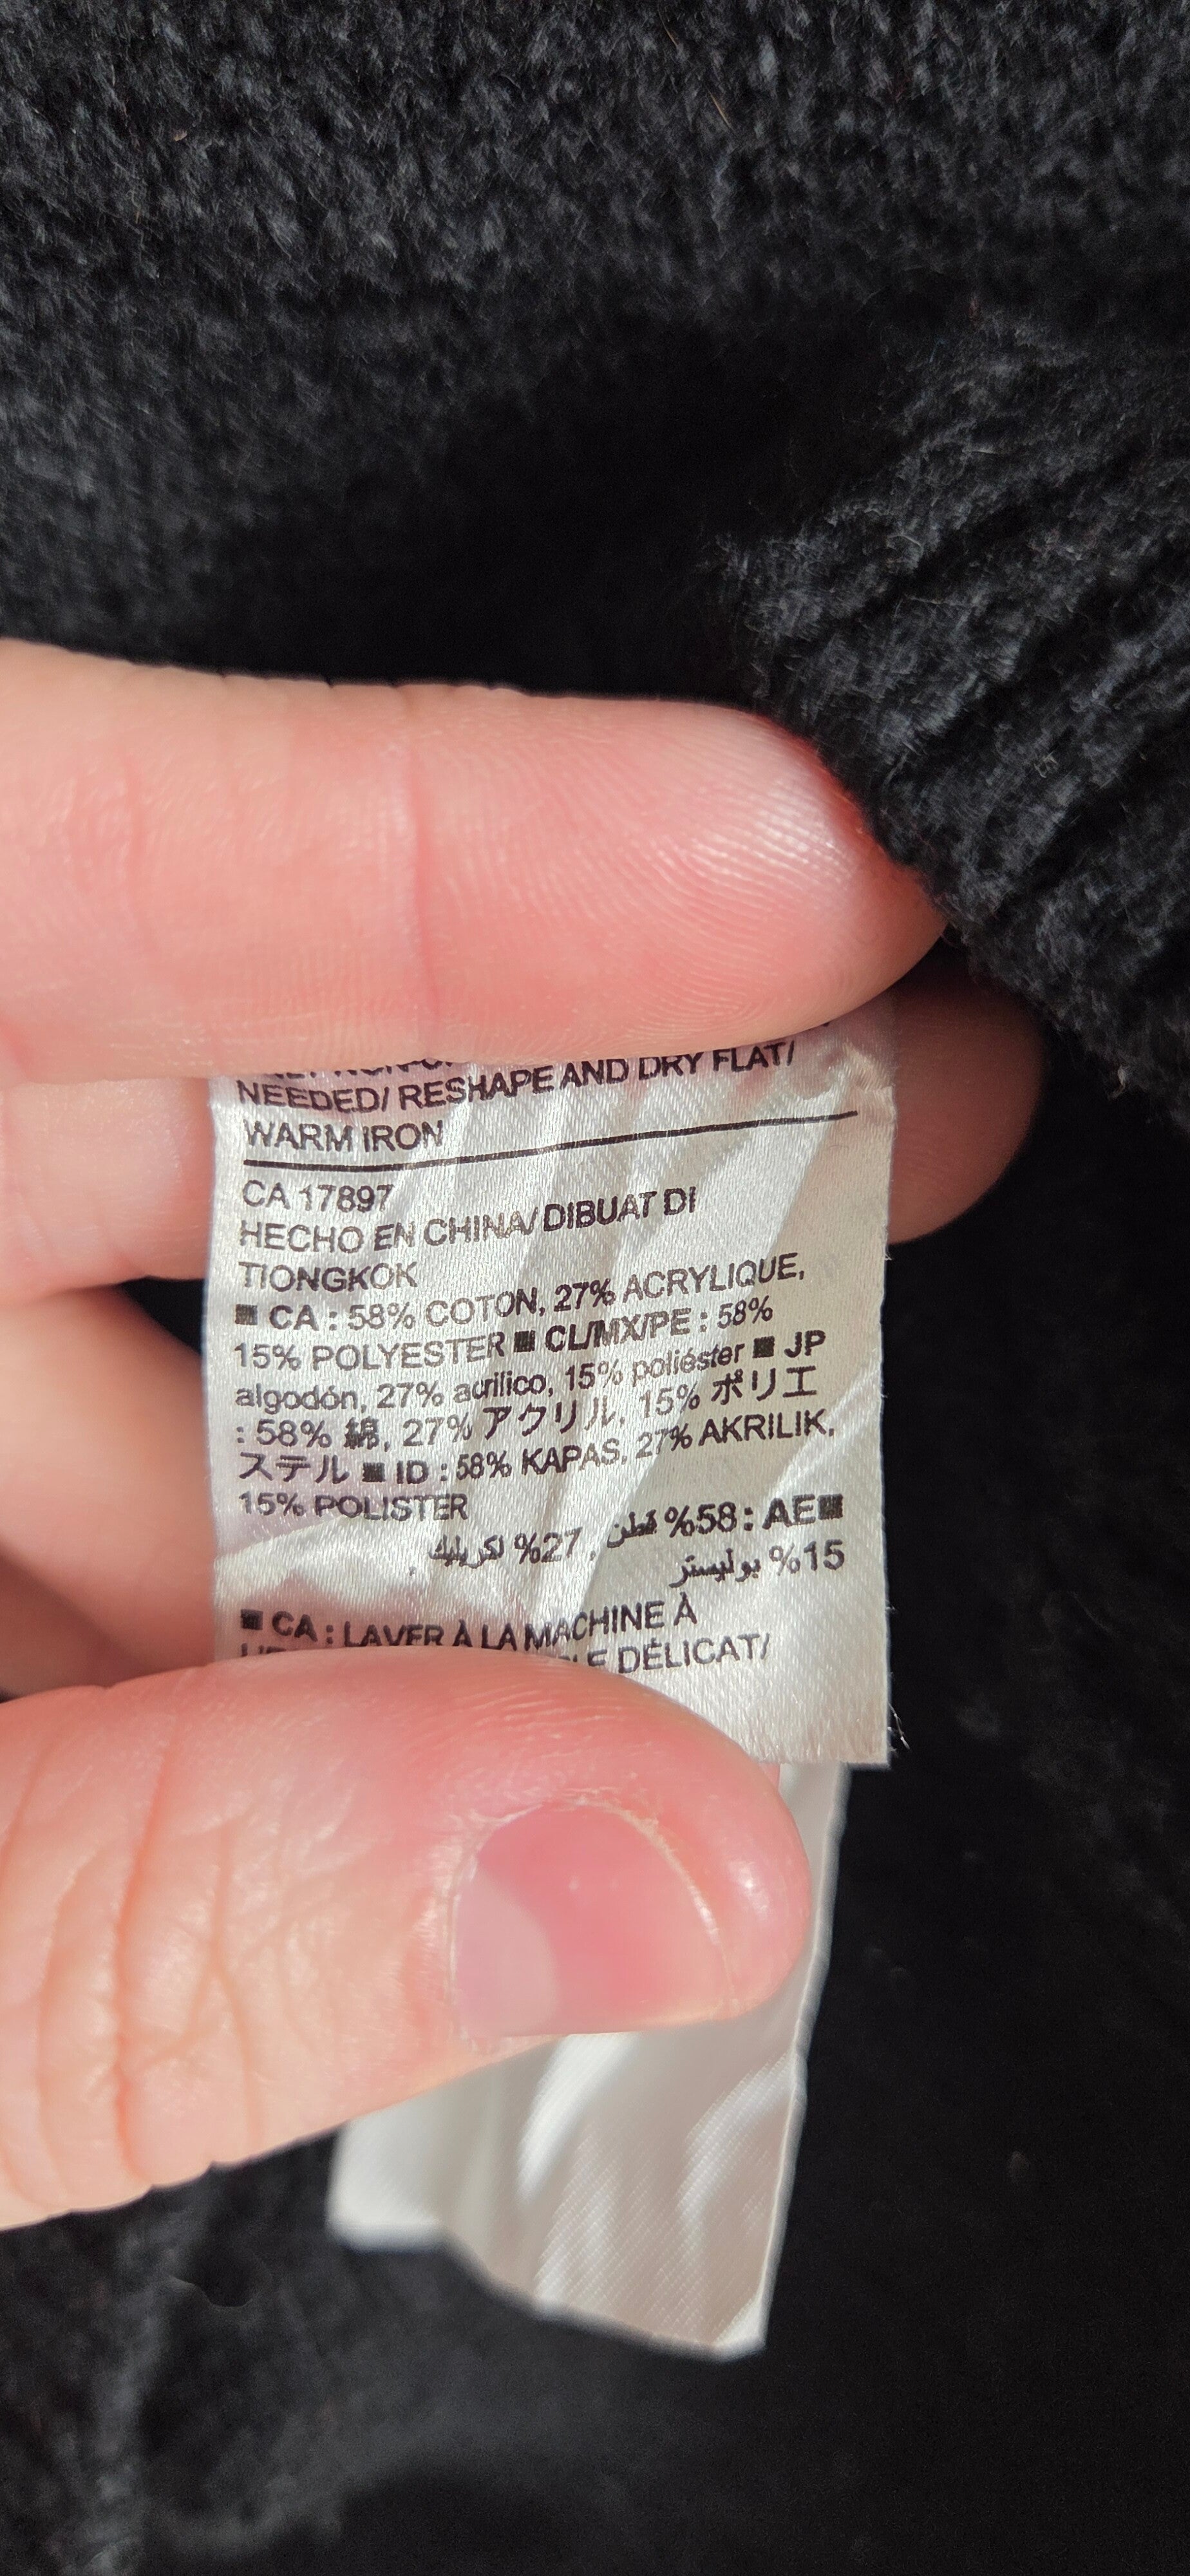 NEEDED/ RESHAPE AND DRY FLAT/
WARM IRON
CA 17897
HECHO EN CHINA/ DIBUAT DI
TIONGKOK
■ CA : 58% COTON, 27% ACRYLIQUE,
15% POLYESTER ■ CL/MX/PE : 58%
algodón, 27% acrílico, 15% poliéster ■ JP
: 58% 綿, 27% アクリル, 15% ポリエ
ステル ■ ID : 58% KAPAS, 27% AKRILIK,
15% POLISTER
■AE : 58% قطن , 27% اكريليك ,
15% بوليستر
■ CA : LAVER À LA MACHINE À
DÉLICAT/